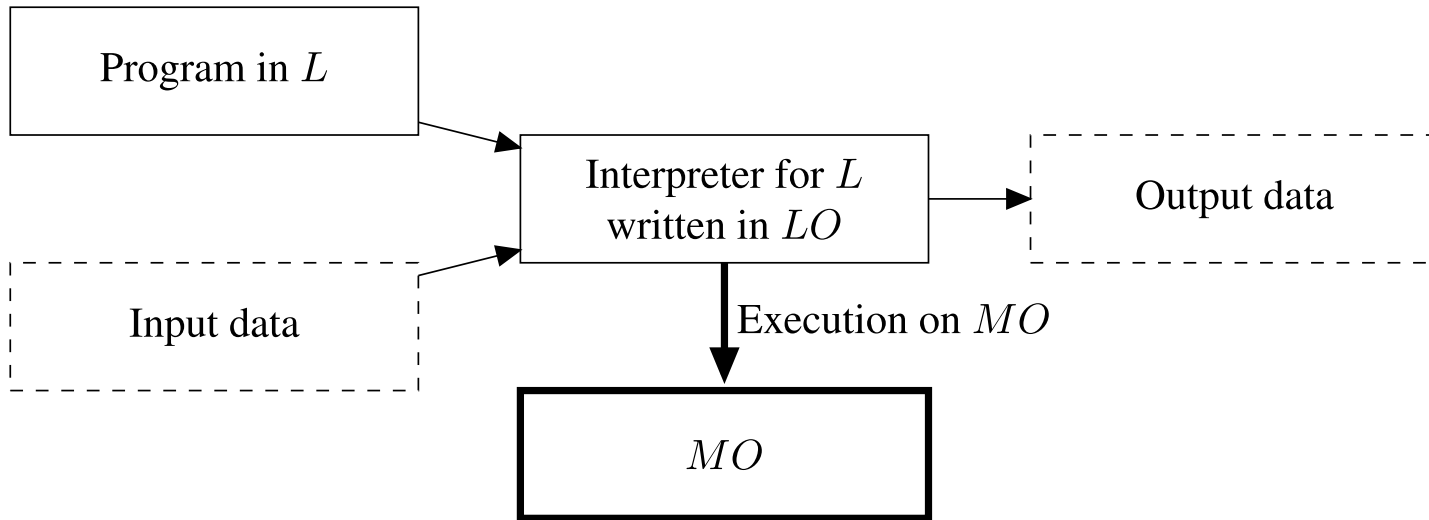 Program in L
Interpreter for L
written in LO
Output data
Input data
Execution on MO
MO